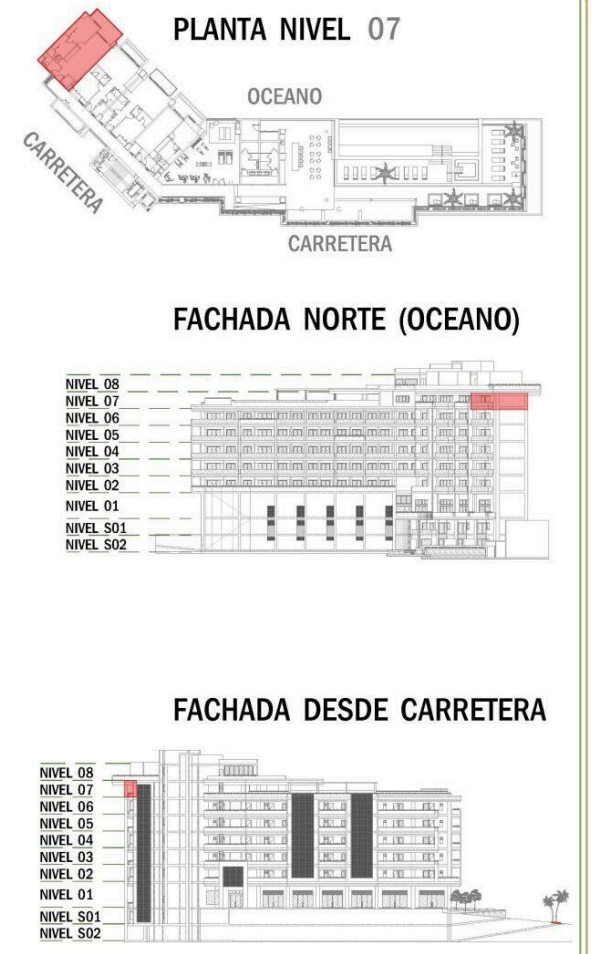 PLANTA NIVEL 07
OCEANO
CARRETERA
CARRETERA
FACHADA NORTE (OCEANO)
NIVEL 08
NIVEL 07
NIVEL 06
NIVEL 05
NIVEL 04
NIVEL 03
NIVEL 02
NIVEL 01
NIVEL S01
NIVEL S02
FACHADA DESDE CARRETERA
NIVEL 08
NIVEL 07
NIVEL 06
NIVEL 05
NIVEL 04
NIVEL 03
NIVEL 02
NIVEL 01
NIVEL S01
NIVEL S02